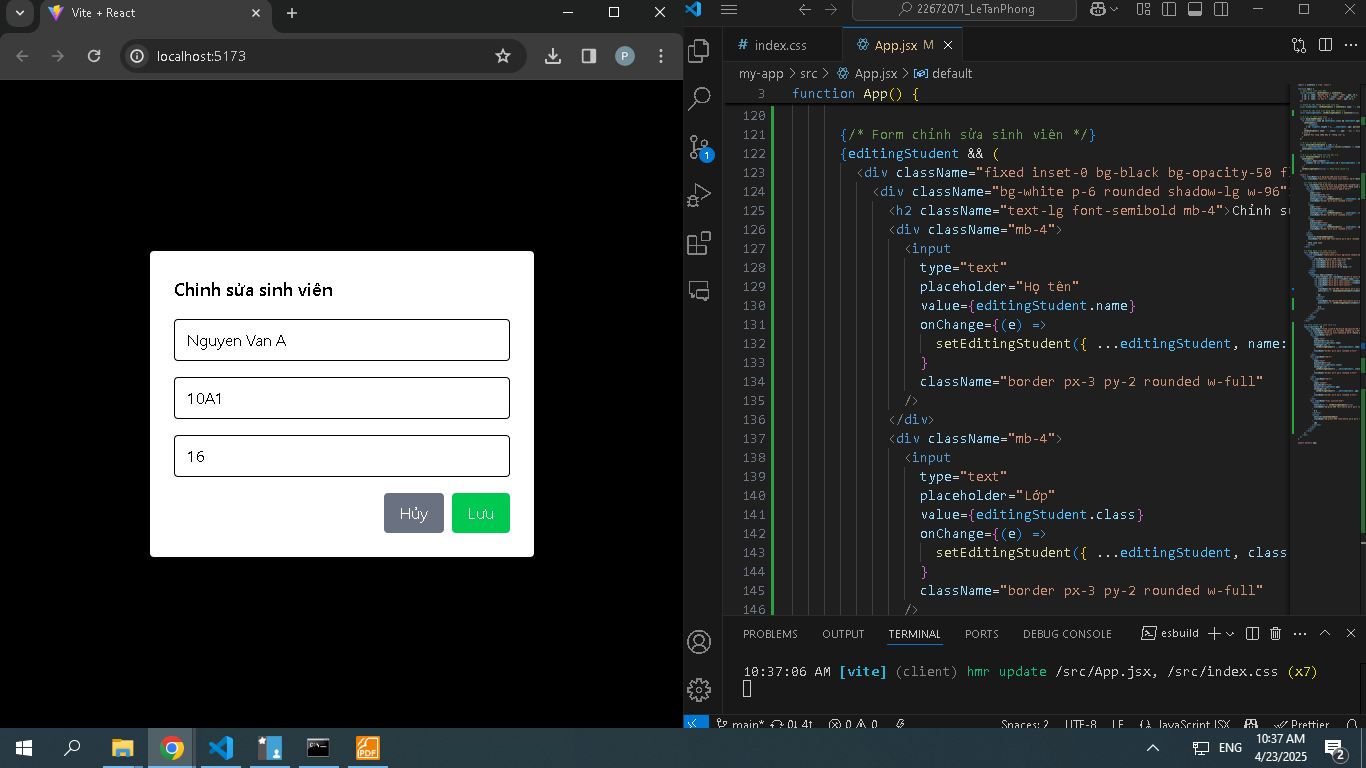 Vite + React
localhost:5173
P
Chỉnh sửa sinh viên
Nguyen Van A
10A1
16
Hủy
Lưu
22672071_LeTanPhong
# index.css
App.jsx M
my-app > src > App.jsx > default
3 function App() {
120
121 {/* Form chỉnh sửa sinh viên */}
122 {editingStudent && (
123 <div className="fixed inset-0 bg-black bg-opacity-50 f
124 <div className="bg-white p-6 rounded shadow-lg w-96"
125 <h2 className="text-lg font-semibold mb-4">Chỉnh s
126 <div className="mb-4">
127 <input
128 type="text"
129 placeholder="Họ tên"
130 value={editingStudent.name}
131 onChange={(e) =>
132 setEditingStudent({ ...editingStudent, name:
133 }
134 className="border px-3 py-2 rounded w-full"
135 />
136 </div>
137 <div className="mb-4">
138 <input
139 type="text"
140 placeholder="Lớp"
141 value={editingStudent.class}
142 onChange={(e) =>
143 setEditingStudent({ ...editingStudent, class
144 }
145 className="border px-3 py-2 rounded w-full"
146 />
1
PROBLEMS OUTPUT TERMINAL PORTS DEBUG CONSOLE esbuild
10:37:06 AM [vite] (client) hmr update /src/App.jsx, /src/index.css (x7)
main* 0↓ 4↑ 0 0 Spaces: 2 UTF-8 LF {} JavaScript JSX Prettier
PDF
ENG
10:37 AM
4/23/2025
2